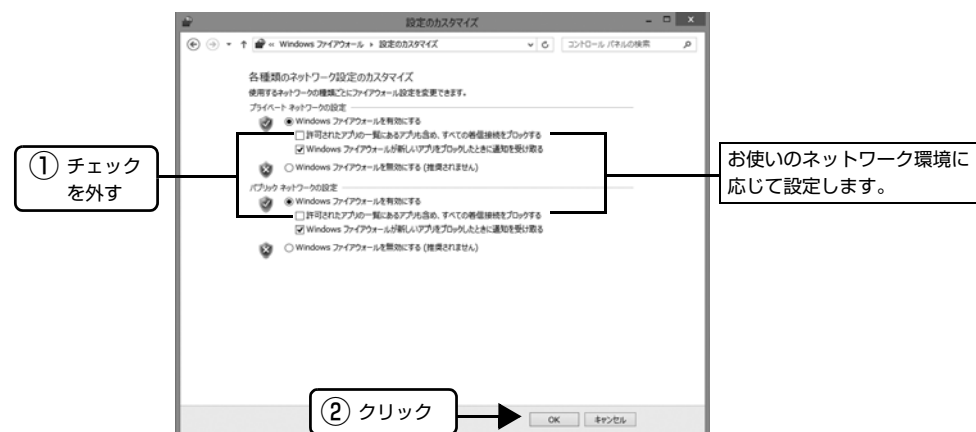 設定のカスタマイズ
« Windows ファイアウォール ▸ 設定のカスタマイズ
コントロール パネルの検索
各種類のネットワーク設定のカスタマイズ
使用するネットワークの種類ごとにファイアウォール設定を変更できます。
プライベート ネットワークの設定
Windows ファイアウォールを有効にする
許可されたアプリの一覧にあるアプリも含め、すべての着信接続をブロックする
Windows ファイアウォールが新しいアプリをブロックしたときに通知を受け取る
Windows ファイアウォールを無効にする (推奨されません)
パブリック ネットワークの設定
Windows ファイアウォールを有効にする
許可されたアプリの一覧にあるアプリも含め、すべての着信接続をブロックする
Windows ファイアウォールが新しいアプリをブロックしたときに通知を受け取る
Windows ファイアウォールを無効にする (推奨されません)
① チェック
を外す
お使いのネットワーク環境に
応じて設定します。
② クリック
OK
キャンセル